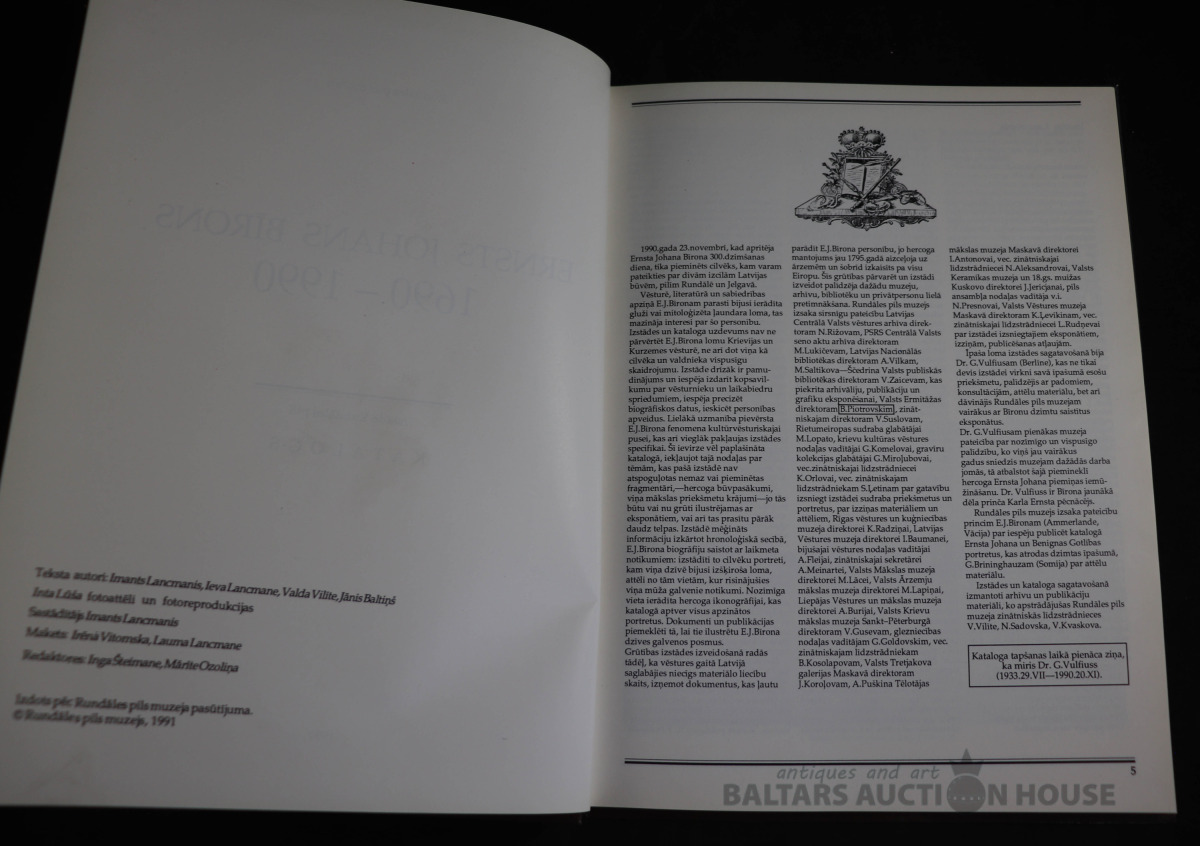 Teksta autori: Imants Lancmanis, Ieva Lancmane, Valda Vilite, Jānis Baltiņš
Inta Lūša fotoattēli un fotoreprodukcijas
Sastādītājs Imants Lancmanis
Makets: Irēna Vitomska, Lauma Lancmane
Redaktores: Inga Šteimane, Mārīte Ozoliņa
Izdots pēc Rundāles pils muzeja pasūtījuma.
© Rundāles pils muzejs, 1991
1990.gada 23.novembrī, kad apritēja
Ernsta Johana Bīrona 300.dzimšanas
diena, tika pieminēts cilvēks, kam varam
pateikties par divām izcilām Latvijas
būvēm, pilīm Rundālē un Jelgavā.
Vēsturē, literatūrā un sabiedrības
apziņā E.J.Bīronam parasti bijusi ierādīta
gluži vai mitoloģizēta ļaundara loma, tas
mazināja interesi par šo personību.
Izstādes un kataloga uzdevums nav ne
pārvērtēt E.J.Bīrona lomu Krievijas un
Kurzemes vēsturē, ne arī dot viņa kā
cilvēka un valdnieka vispusīgu
skaidrojumu. Izstāde drīzāk ir pamu-
dinājums un iespēja izdarīt kopsavil-
kumu par vēsturnieku un laikabiedru
spriedumiem, iespēja precizēt
biogrāfiskos datus, ieskicēt personības
apveidus. Lielākā uzmanība pievērsta
E.J.Bīrona fenomena kultūrvēsturiskajai
pusei, kas arī vieglāk pakļaujas izstādes
specifikai. Šī ievirze vēl paplašināta
katalogā, iekļaujot tajā nodaļas par
tēmām, kas pašā izstādē nav
atspoguļotas nemaz vai pieminētas
fragmentāri,—hercoga būvpasākumi,
viņa mākslas priekšmetu krājumi—jo tās
būtu vai nu grūti ilustrējamas ar
eksponātiem, vai arī tas prasītu pārāk
daudz telpas. Izstādē mēģināts
informāciju izkārtot hronoloģiskā secībā,
E.J.Bīrona biogrāfiju saistot ar laikmeta
notikumiem: izstādīti to cilvēku portreti,
kam viņa dzīvē bijusi izšķiroša loma,
attēli no tām vietām, kur risinājušies
viņa mūža galvenie notikumi. Nozīmīga
vieta ierādīta hercoga ikonogrāfijai, kas
katalogā aptver visus apzinātos
portretus. Dokumenti un publikācijas
piemeklēti tā, lai tie ilustrētu E.J.Bīrona
dzīves galvenos posmus.
Grūtības izstādes izveidošanā radās
tādēļ, ka vēstures gaitā Latvijā
saglabājies niecīgs materiālo liecību
skaits, izņemot dokumentus, kas ļautu
parādīt E.J.Bīrona personību, jo hercoga
mantojums jau 1795.gadā aizceļoja uz
ārzemēm un šobrīd izkaisīts pa visu
Eiropu. Šīs grūtības pārvarēt un izstādi
izveidot palīdzēja dažādu muzeju,
arhīvu, bibliotēku un privātpersonu lielā
pretimnākšana. Rundāles pils muzejs
izsaka sirsnīgu pateicību Latvijas
Centrālā Valsts vēstures arhīva direk-
toram N.Rižovam, PSRS Centrālā Valsts
seno aktu arhīva direktoram
M.Lukičevam, Latvijas Nacionālās
bibliotēkas direktoram A.Vilkam,
M.Saltikova—Ščedrina Valsts publiskās
bibliotēkas direktoram V.Zaicevam, kas
piekrita arhivāliju, publikāciju un
grafiku eksponēšanai, Valsts Ermitāžas
direktoram B.Piotrovskim, zināt-
niskajam direktoram V.Suslovam,
Rietumeiropas sudraba glabātājai
M.Lopato, krievu kultūras vēstures
nodaļas vadītājai G.Komelovai, gravīru
kolekcijas glabātājai G.Miroļubovai,
vec.zinātniskajai līdzstrādniecei
K.Orlovai, vec. zinātniskajam
līdzstrādniekam S.Ļetinam par gatavību
izsniegt izstādei sudraba priekšmetus un
portretus, par izziņas materiāliem un
attēliem, Rīgas vēstures un kuģniecības
muzeja direktorei K.Radziņai, Latvijas
Vēstures muzeja direktorei I.Baumanei,
bijušajai vēstures nodaļas vadītājai
A.Fleijai, zinātniskajai sekretārei
A.Meinartei, Valsts Mākslas muzeja
direktorei M.Lācei, Valsts Ārzemju
mākslas muzeja direktorei M.Lapiņai,
Liepājas Vēstures un mākslas muzeja
direktorei A.Burijai, Valsts Krievu
mākslas muzeja Sankt–Pēterburgā
direktoram V.Gusevam, glezniecības
nodaļas vadītājam G.Goldovskim, vec.
zinātniskajam līdzstrādniekam
B.Kosolapovam, Valsts Tretjakova
galerijas Maskavā direktoram
J.Koroļovam, A.Puškina Tēlotājas
mākslas muzeja Maskavā direktorei
I.Antonovai, vec. zinātniskajai
līdzstrādniecei N.Aleksandrovai, Valsts
Keramikas muzeja un 18.gs. muižas
Kuskovo direktorei J.Jericjanai, pils
ansambļa nodaļas vadītāja v.i.
N.Presnovai, Valsts Vēstures muzeja
Maskavā direktoram K.Ļevikinam, vec.
zinātniskajai līdzstrādniecei L.Rudņevai
par izstādei izsniegtajiem eksponātiem,
izziņām, publicēšanas atļaujām.
Īpaša loma izstādes sagatavošanā bija
Dr. G.Vulfiusam (Berlīne), kas ne tikai
devis izstādei virkni savā īpašumā esošu
priekšmetu, palīdzējis ar padomiem,
konsultācijām, attēlu materiālu, bet arī
dāvinājis Rundāles pils muzejam
vairākus ar Bīronu dzimtu saistītus
eksponātus.
Dr. G.Vulfiusam pienākas muzeja
pateicība par nozīmīgo un vispusīgo
palīdzību, ko viņš jau vairākus
gadus sniedzis muzejam dažādās darba
jomās, tā atbalstot šajā pieminekli
hercoga Ernsta Johana piemiņas iemū-
žināšanu. Dr. Vulfiuss ir Bīrona jaunākā
dēla prinča Karla Ernsta pēcnācējs.
Rundāles pils muzejs izsaka pateicību
princim E.J.Bīronam (Ammerlande,
Vācija) par iespēju publicēt katalogā
Ernsta Johana un Benignas Gotlības
portretus, kas atrodas dzimtas īpašumā,
G.Brininghauzam (Somija) par attēlu
materiālu.
Izstādes un kataloga sagatavošanā
izmantoti arhīvu un publikāciju
materiāli, ko apstrādājušas Rundāles pils
muzeja zinātniskās līdzstrādnieces
V.Vilīte, N.Sadovska, V.Kvaskova.
Kataloga tapšanas laikā pienāca ziņa,
ka miris Dr. G.Vulfiuss
(1933.29.VII—1990.20.XI).
5
antiques and art
BALTARS AUCTION HOUSE